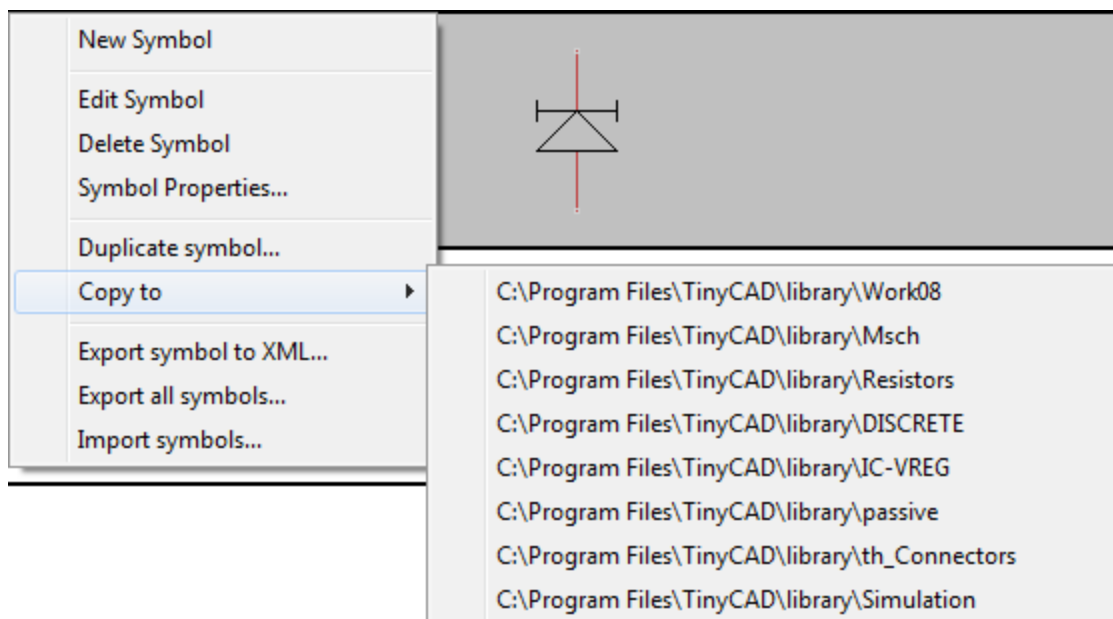 New Symbol
Edit Symbol
Delete Symbol
Symbol Properties...
Duplicate symbol...
Copy to
Export symbol to XML...
Export all symbols...
Import symbols...
C:\Program Files\TinyCAD\library\Work08
C:\Program Files\TinyCAD\library\Msch
C:\Program Files\TinyCAD\library\Resistors
C:\Program Files\TinyCAD\library\DISCRETE
C:\Program Files\TinyCAD\library\IC-VREG
C:\Program Files\TinyCAD\library\passive
C:\Program Files\TinyCAD\library\th_Connectors
C:\Program Files\TinyCAD\library\Simulation